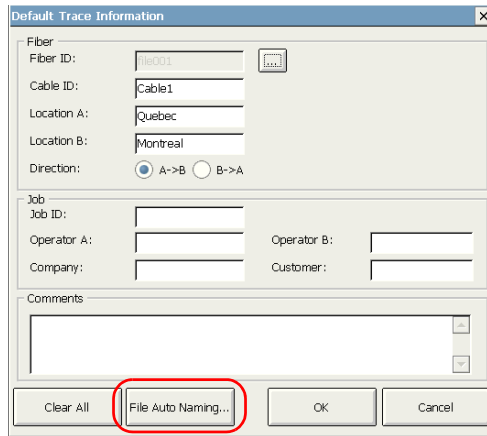 Default Trace Information
Fiber
Fiber ID: file001 ...
Cable ID: Cable1
Location A: Quebec
Location B: Montreal
Direction: A->B B->A
Job
Job ID:
Operator A: Operator B:
Company: Customer:
Comments
Clear All File Auto Naming... OK Cancel